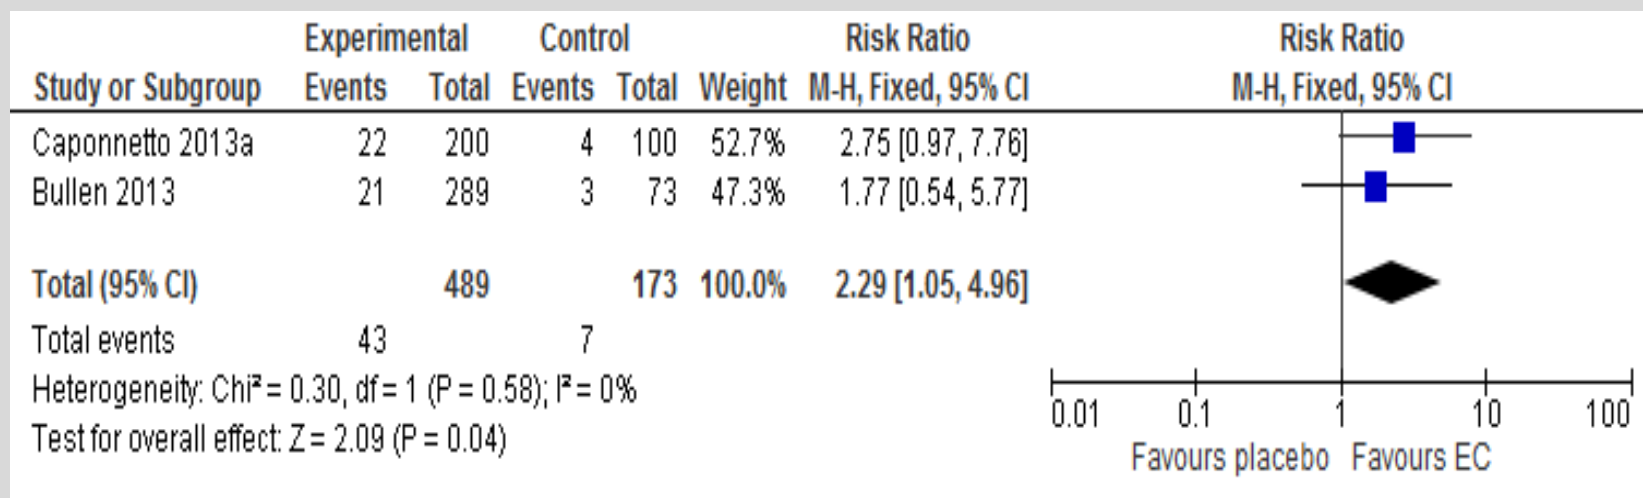 Experimental Control Risk Ratio Risk Ratio
Study or Subgroup Events Total Events Total Weight M-H, Fixed, 95% CI M-H, Fixed, 95% CI
Caponnetto 2013a 22 200 4 100 52.7% 2.75 [0.97, 7.76]
Bullen 2013 21 289 3 73 47.3% 1.77 [0.54, 5.77]
Total (95% CI) 489 173 100.0% 2.29 [1.05, 4.96]
Total events 43 7
Heterogeneity: Chi² = 0.30, df = 1 (P = 0.58); I² = 0%
Test for overall effect: Z = 2.09 (P = 0.04)
0.01 0.1 1 10 100
Favours placebo Favours EC